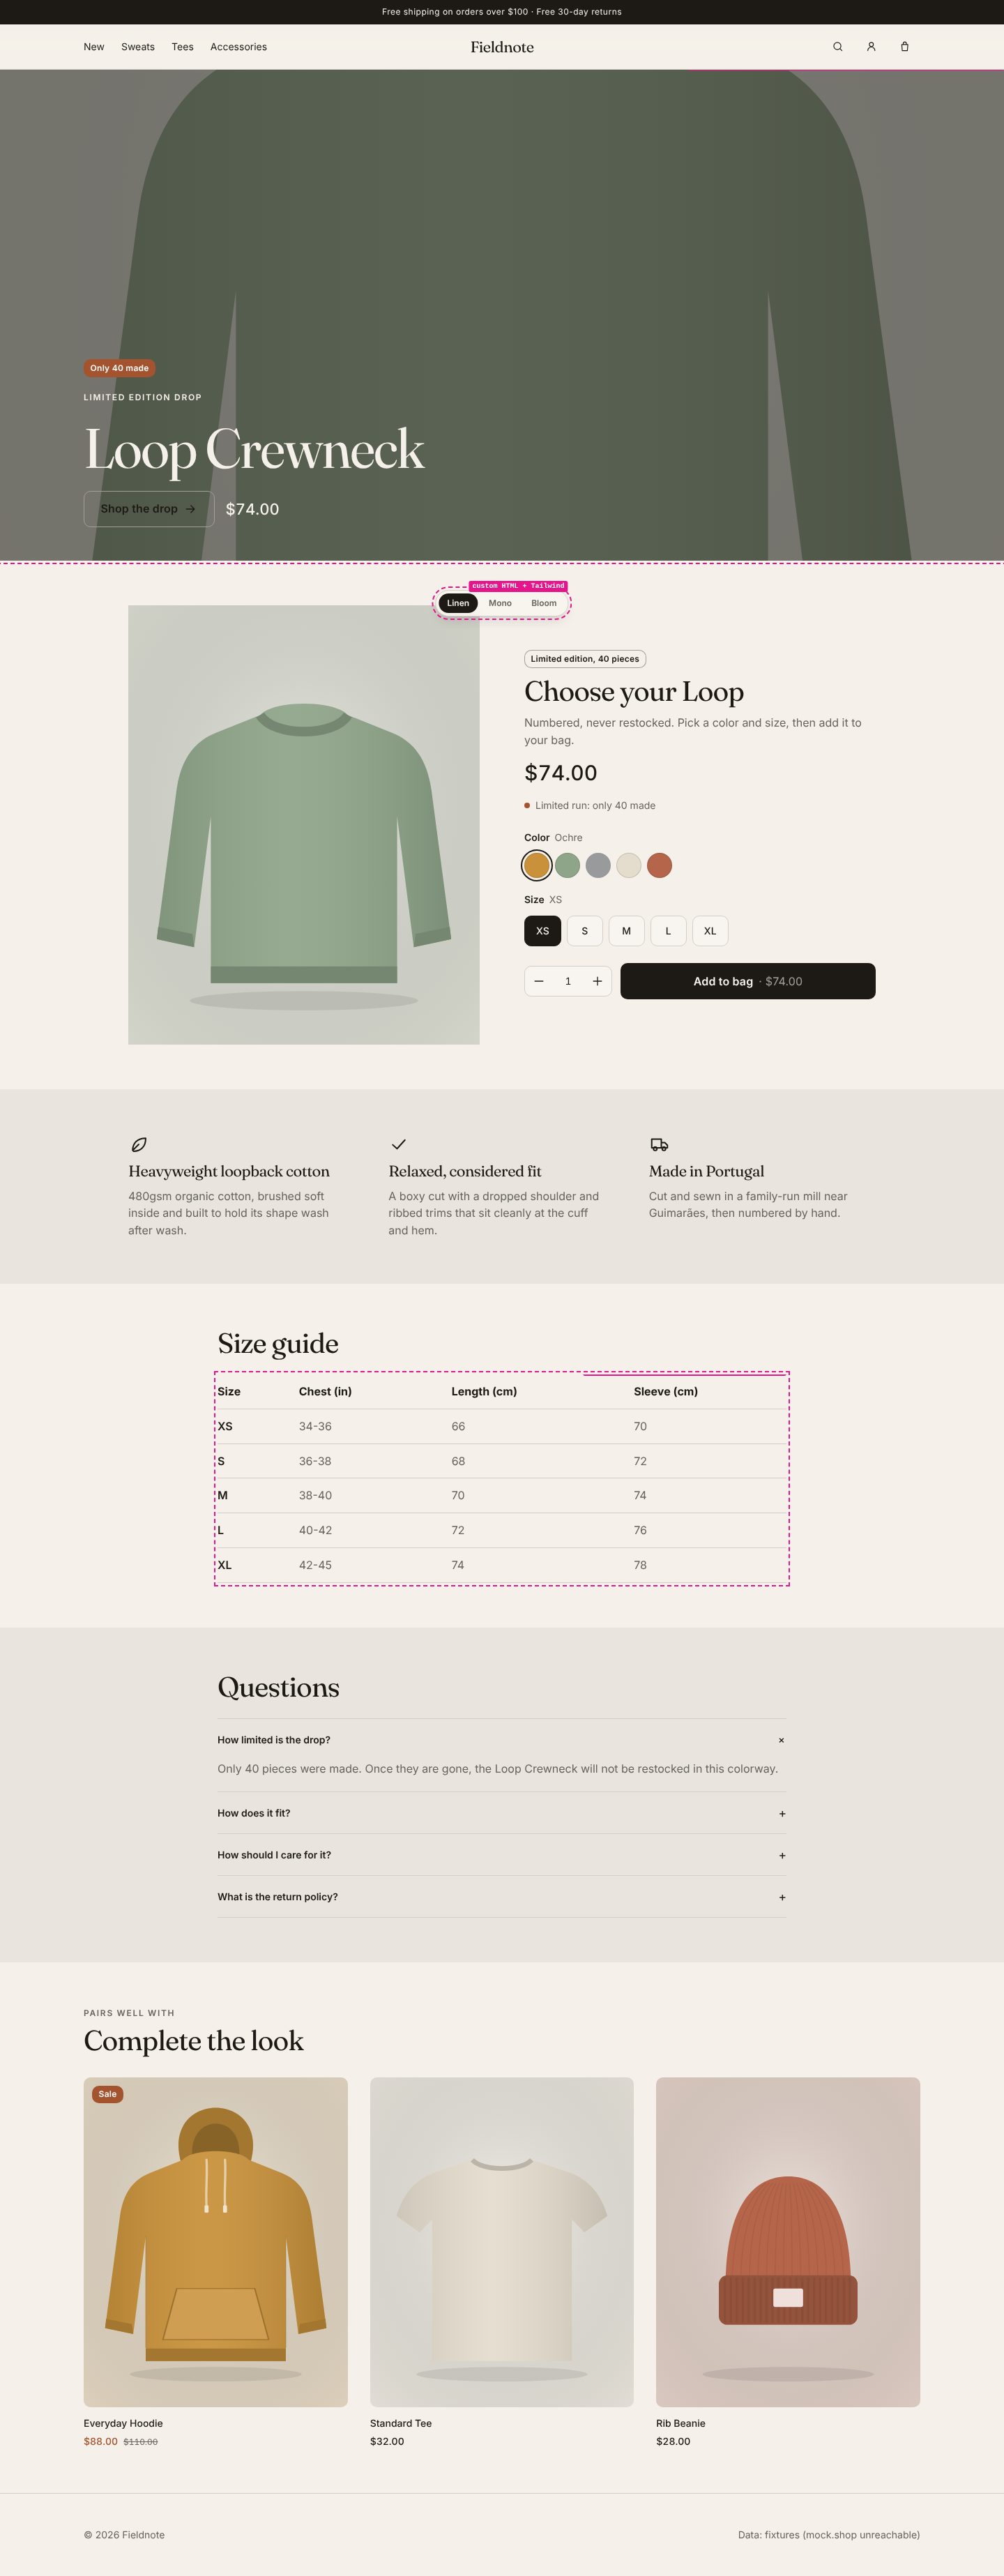 Free shipping on orders over $100 · Free 30-day returns
New Sweats Tees Accessories Fieldnote
Only 40 made
LIMITED EDITION DROP
Loop Crewneck
Shop the drop → $74.00
custom HTML + Tailwind
Linen Mono Bloom
Limited edition, 40 pieces
Choose your Loop
Numbered, never restocked. Pick a color and size, then add it to
your bag.
$74.00
Limited run: only 40 made
Color Ochre
Size XS
XS S M L XL
− 1 + Add to bag · $74.00
Heavyweight loopback cotton
480gsm organic cotton, brushed soft
inside and built to hold its shape wash
after wash.
Relaxed, considered fit
A boxy cut with a dropped shoulder and
ribbed trims that sit cleanly at the cuff
and hem.
Made in Portugal
Cut and sewn in a family-run mill near
Guimarães, then numbered by hand.
Size guide
Size Chest (in) Length (cm) Sleeve (cm)
XS 34-36 66 70
S 36-38 68 72
M 38-40 70 74
L 40-42 72 76
XL 42-45 74 78
Questions
How limited is the drop? ×
Only 40 pieces were made. Once they are gone, the Loop Crewneck will not be restocked in this colorway.
How does it fit? +
How should I care for it? +
What is the return policy? +
PAIRS WELL WITH
Complete the look
Sale
Everyday Hoodie
$88.00 $110.00
Standard Tee
$32.00
Rib Beanie
$28.00
© 2026 Fieldnote Data: fixtures (mock.shop unreachable)